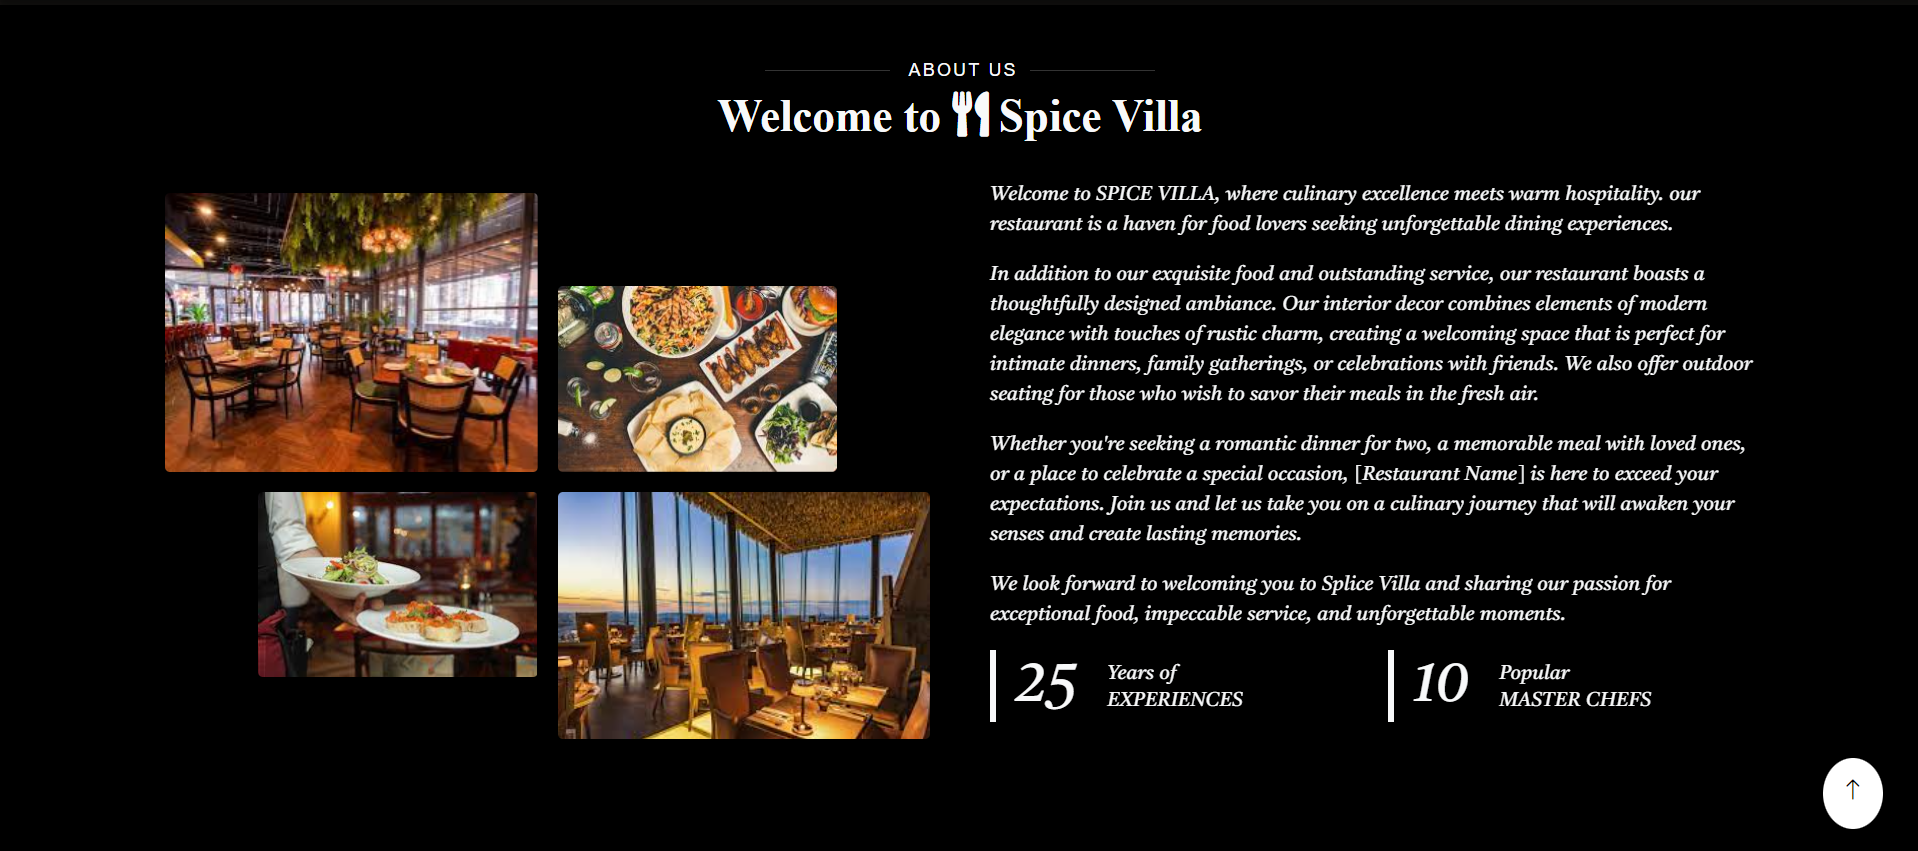 ABOUT US
Welcome to Spice Villa
Welcome to SPICE VILLA, where culinary excellence meets warm hospitality. our
restaurant is a haven for food lovers seeking unforgettable dining experiences.
In addition to our exquisite food and outstanding service, our restaurant boasts a
thoughtfully designed ambiance. Our interior decor combines elements of modern
elegance with touches of rustic charm, creating a welcoming space that is perfect for
intimate dinners, family gatherings, or celebrations with friends. We also offer outdoor
seating for those who wish to savor their meals in the fresh air.
Whether you're seeking a romantic dinner for two, a memorable meal with loved ones,
or a place to celebrate a special occasion, [Restaurant Name] is here to exceed your
expectations. Join us and let us take you on a culinary journey that will awaken your
senses and create lasting memories.
We look forward to welcoming you to Splice Villa and sharing our passion for
exceptional food, impeccable service, and unforgettable moments.
25 Years of
EXPERIENCES
10 Popular
MASTER CHEFS